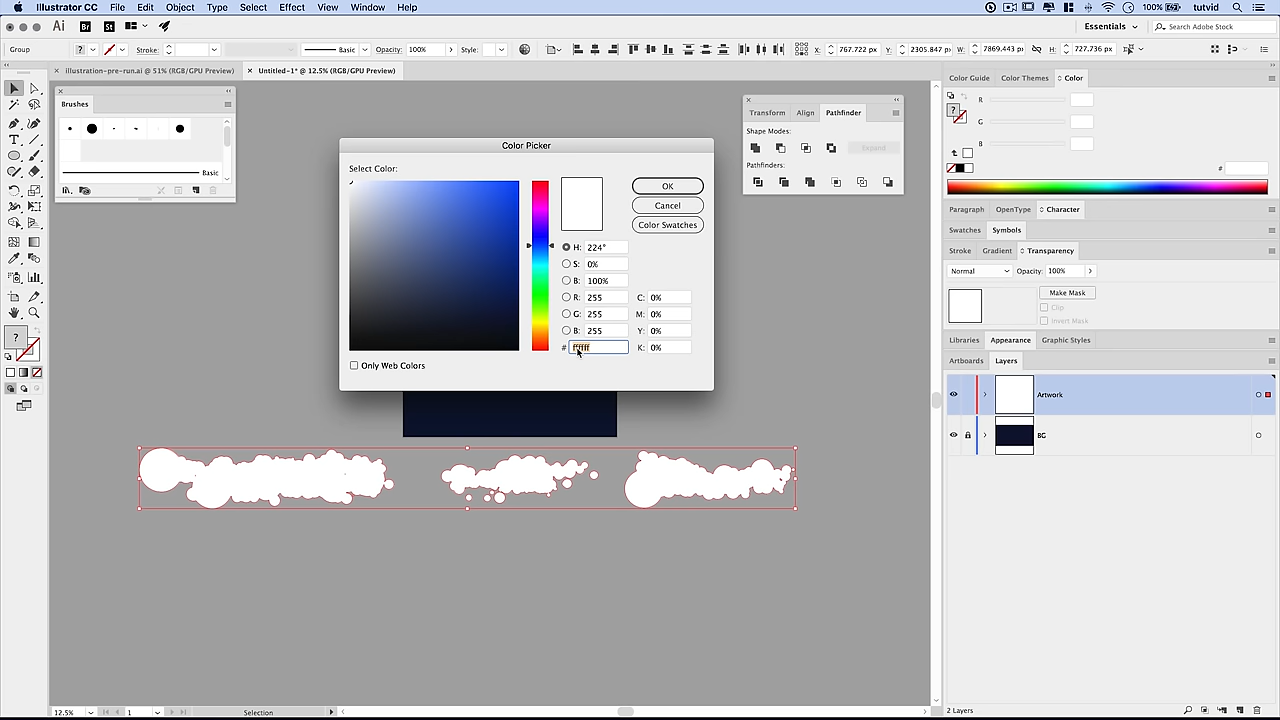 Illustrator CC File Edit Object Type Select Effect View Window Help 100% tutvid
Ai Br St Essentials Search Adobe Stock
Group ? Stroke: Basic Opacity: 100% Style: X: 767.722 px Y: 2305.847 px W: 7869.443 px H: 727.736 px
illustration-pre-run.ai @ 51% (RGB/GPU Preview) Untitled-1* @ 12.5% (RGB/GPU Preview)
Brushes
Basic
Color Picker
Select Color:
OK
Cancel
Color Swatches
H: 224°
S: 0%
B: 100%
R: 255 C: 0%
G: 255 M: 0%
B: 255 Y: 0%
# ffffff K: 0%
Only Web Colors
Transform Align Pathfinder
Shape Modes:
Expand
Pathfinders:
Color Guide Color Themes Color
?
R
G
B
#
Paragraph OpenType Character
Swatches Symbols
Stroke Gradient Transparency
Normal Opacity: 100%
Make Mask
Clip
Invert Mask
Libraries Appearance Graphic Styles
Artboards Layers
Artwork
BG
?
12.5% 1 Selection 2 Layers